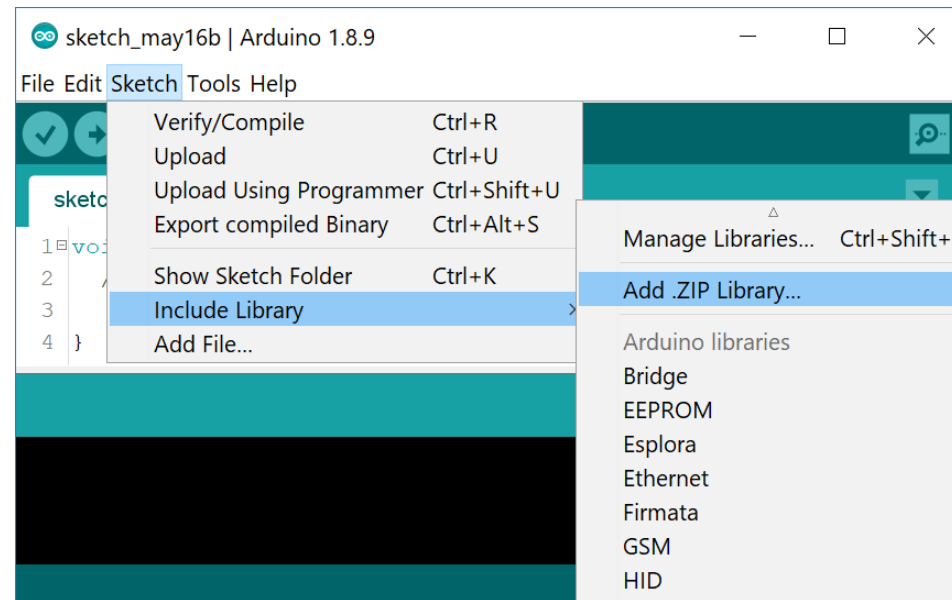 sketch_may16b | Arduino 1.8.9
File Edit Sketch Tools Help
Verify/Compile Ctrl+R
Upload Ctrl+U
Upload Using Programmer Ctrl+Shift+U
Export compiled Binary Ctrl+Alt+S
Show Sketch Folder Ctrl+K
Include Library
Add File...
sketc
1 voi
2 /
3
4 }
Manage Libraries... Ctrl+Shift+
Add .ZIP Library...
Arduino libraries
Bridge
EEPROM
Esplora
Ethernet
Firmata
GSM
HID